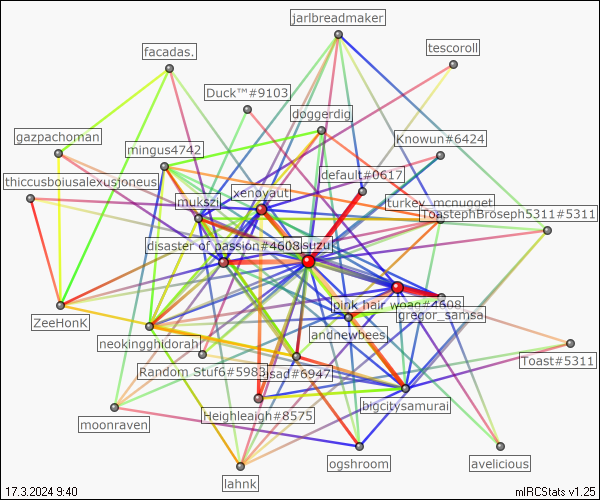 jarlbreadmaker
tescoroll
facadas.
Duck™#9103
doggerdig
gazpachoman
mingus4742
Knowun#6424
default#0617
thiccusboiusalexusjoneus
mukszi
xenoyaut
turkey_mcnugget
ToastephBroseph5311#5311
disaster of passion#4608
suzu
pink hair woag#4608
gregor_samsa
ZeeHonK
neokingghidorah
andnewbees
Random Stuf6#5983
jsad#6947
Toast#5311
Heighleaigh#8575
bigcitysamurai
moonraven
ogshroom
avelicious
lahnk
17.3.2024 9:40
mIRCStats v1.25